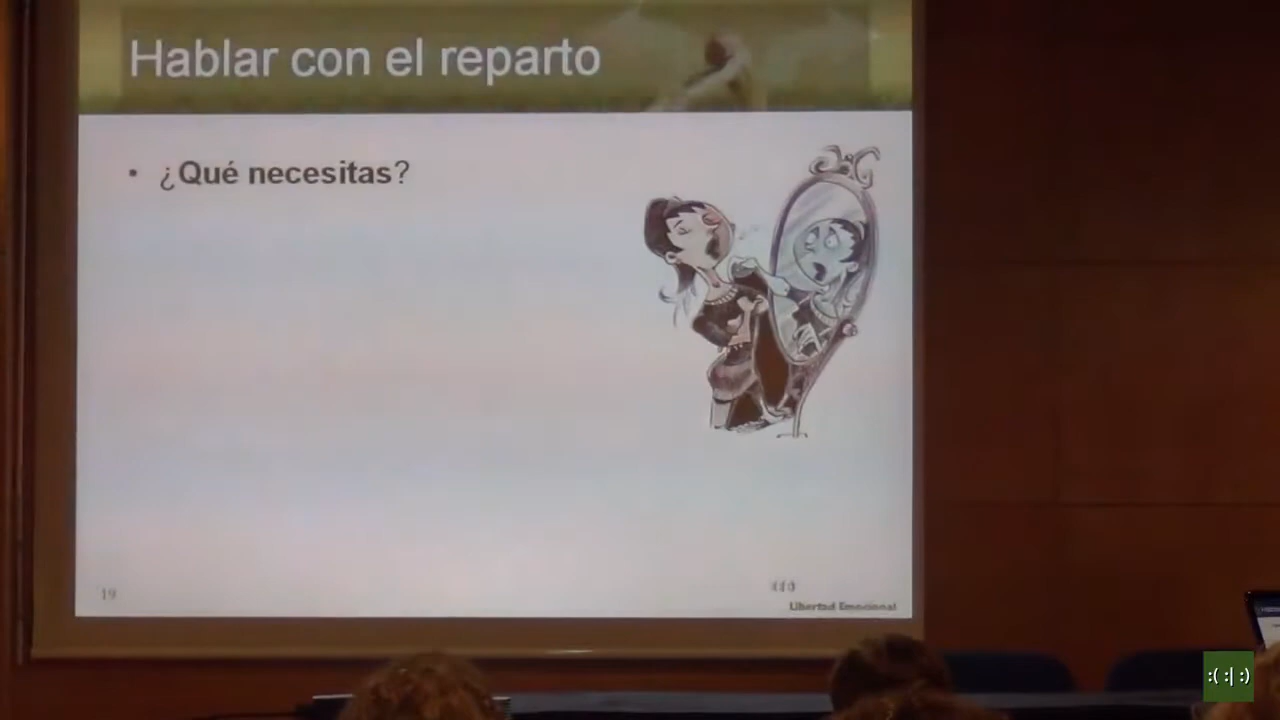 Hablar con el reparto
• ¿Qué necesitas?
19
:( :| :)
Libertad Emocional
:( :| :)